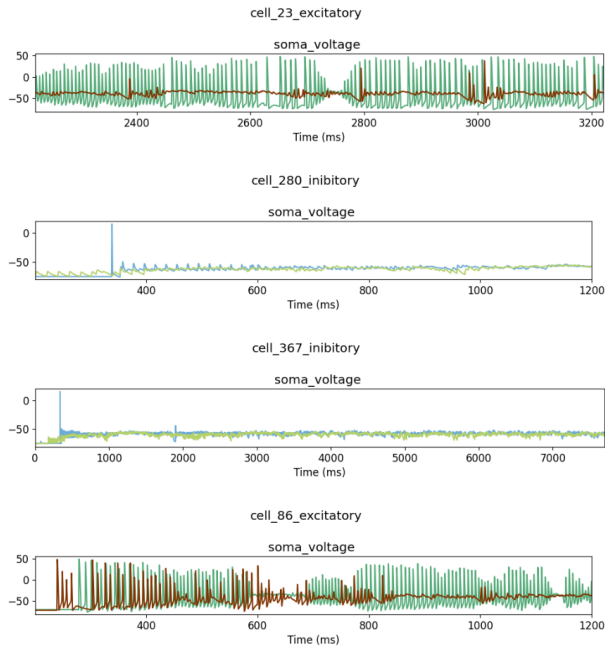 cell_23_excitatory
soma_voltage
50
0
−50
2400 2600 2800 3000 3200
Time (ms)
cell_280_inibitory
soma_voltage
0
−50
400 600 800 1000 1200
Time (ms)
cell_367_inibitory
soma_voltage
0
−50
0 1000 2000 3000 4000 5000 6000 7000
Time (ms)
cell_86_excitatory
soma_voltage
50
0
−50
400 600 800 1000 1200
Time (ms)